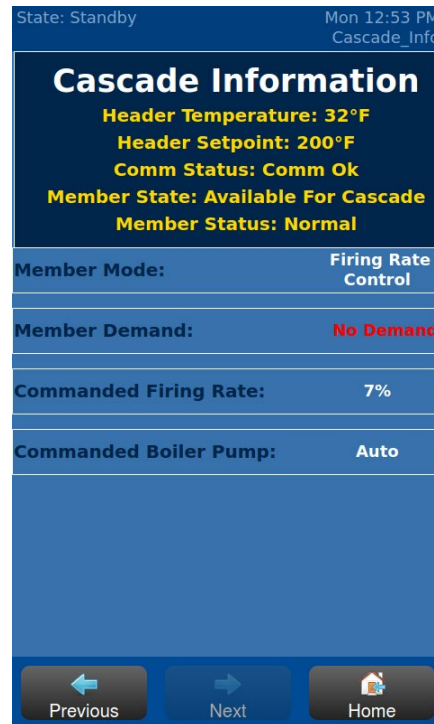 State: Standby
Mon 12:53 PM
Cascade_Info
Cascade Information
Header Temperature: 32°F
Header Setpoint: 200°F
Comm Status: Comm Ok
Member State: Available For Cascade
Member Status: Normal
Member Mode:
Firing Rate
Control
Member Demand:
No Demand
Commanded Firing Rate:
7%
Commanded Boiler Pump:
Auto
Previous
Next
Home